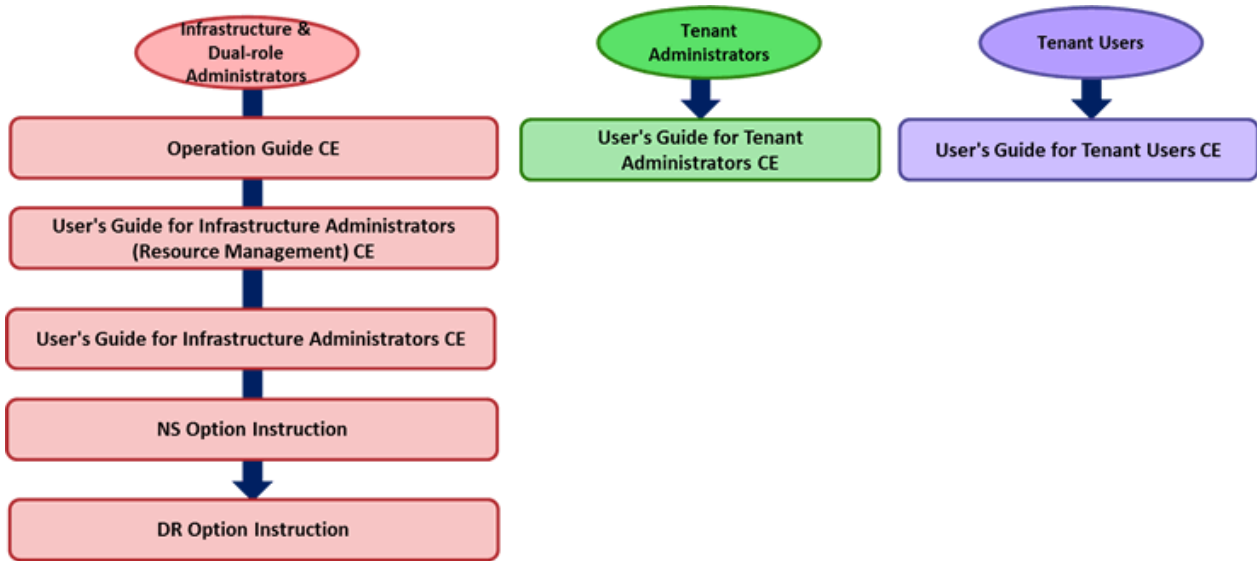 Infrastructure &
Dual-role
Administrators
Operation Guide CE
User's Guide for Infrastructure Administrators
(Resource Management) CE
User's Guide for Infrastructure Administrators CE
NS Option Instruction
DR Option Instruction
Tenant
Administrators
User's Guide for Tenant
Administrators CE
Tenant Users
User's Guide for Tenant Users CE